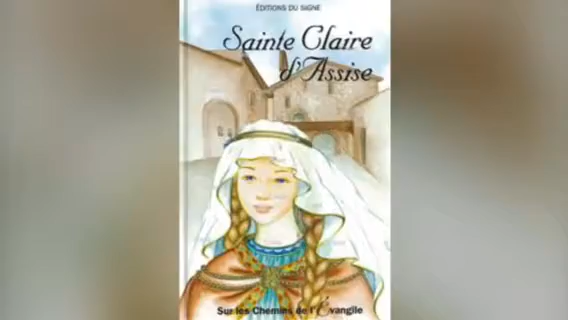 ÉDITIONS DU SIGNE
Sainte Claire
d'Assise
Sur les Chemins de l'Évangile